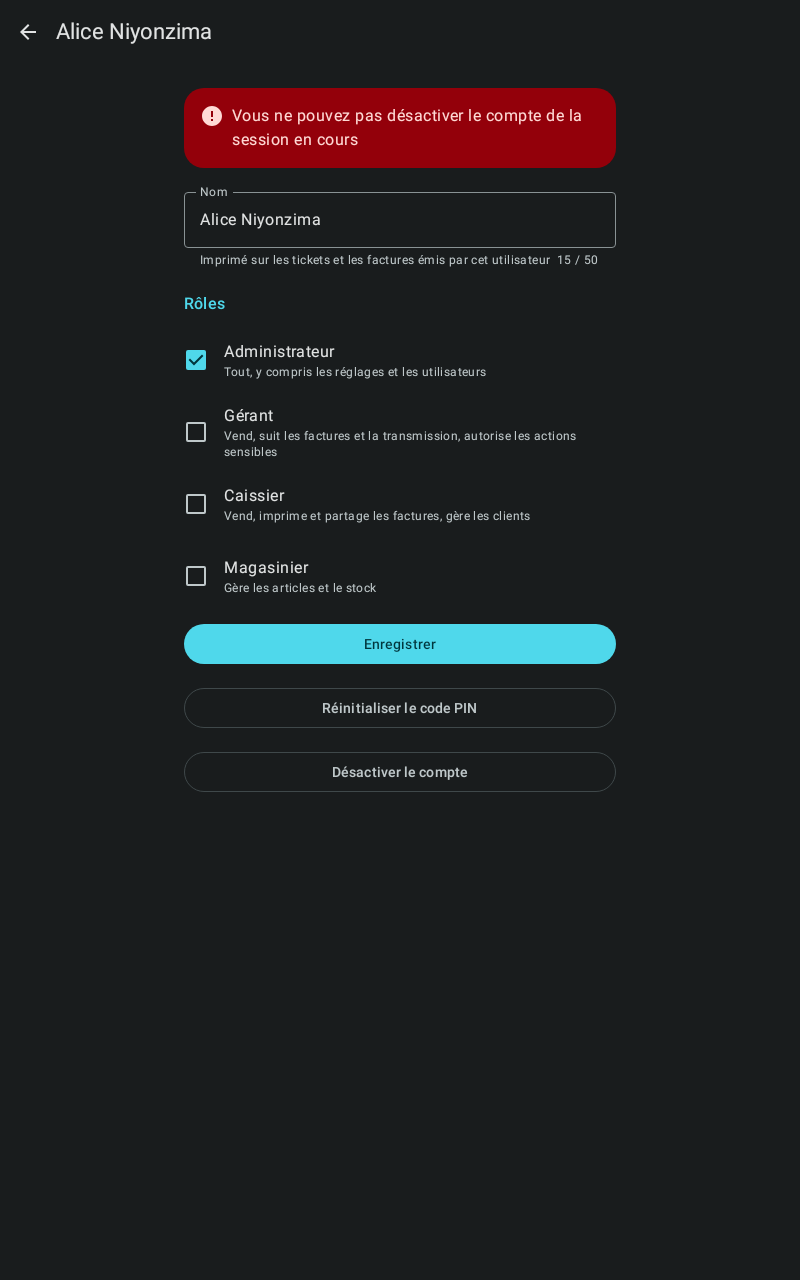 Alice Niyonzima
Vous ne pouvez pas désactiver le compte de la
session en cours
Nom
Alice Niyonzima
Imprimé sur les tickets et les factures émis par cet utilisateur 15 / 50
Rôles
Administrateur
Tout, y compris les réglages et les utilisateurs
Gérant
Vend, suit les factures et la transmission, autorise les actions
sensibles
Caissier
Vend, imprime et partage les factures, gère les clients
Magasinier
Gère les articles et le stock
Enregistrer
Réinitialiser le code PIN
Désactiver le compte